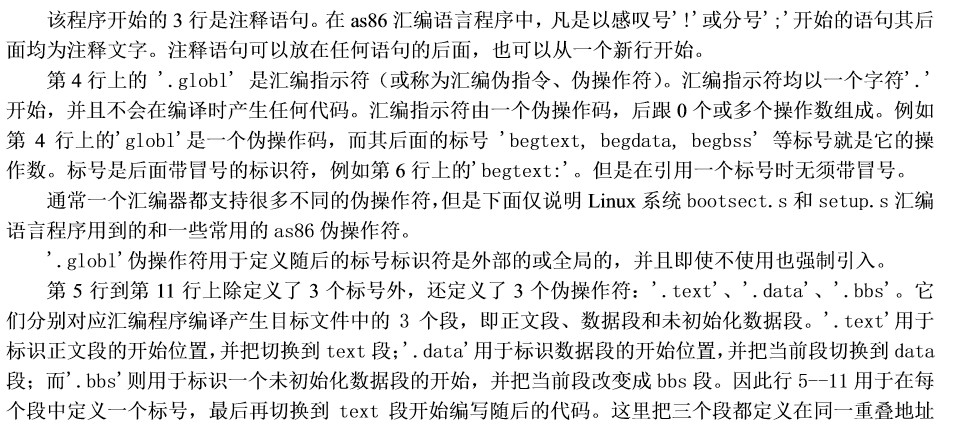 该程序开始的 3 行是注释语句。在 as86 汇编语言程序中，凡是以感叹号'!'或分号';'开始的语句其后
面均为注释文字。注释语句可以放在任何语句的后面，也可以从一个新行开始。
第 4 行上的 '.globl' 是汇编指示符（或称为汇编伪指令、伪操作符）。汇编指示符均以一个字符'.'
开始，并且不会在编译时产生任何代码。汇编指示符由一个伪操作码，后跟 0 个或多个操作数组成。例如
第 4 行上的'globl'是一个伪操作码，而其后面的标号 'begtext, begdata, begbss' 等标号就是它的操
作数。标号是后面带冒号的标识符，例如第 6 行上的'begtext:'。但是在引用一个标号时无须带冒号。
通常一个汇编器都支持很多不同的伪操作符，但是下面仅说明 Linux 系统 bootsect.s 和 setup.s 汇编
语言程序用到的和一些常用的 as86 伪操作符。
'.globl'伪操作符用于定义随后的标号标识符是外部的或全局的，并且即使不使用也强制引入。
第 5 行到第 11 行上除定义了 3 个标号外，还定义了 3 个伪操作符：'.text'、'.data'、'.bbs'。它
们分别对应汇编程序编译产生目标文件中的 3 个段，即正文段、数据段和未初始化数据段。'.text'用于
标识正文段的开始位置，并把切换到 text 段；'.data'用于标识数据段的开始位置，并把当前段切换到 data
段；而'.bbs'则用于标识一个未初始化数据段的开始，并把当前段改变成 bbs 段。因此行 5--11 用于在每
个段中定义一个标号，最后再切换到 text 段开始编写随后的代码。这里把三个段都定义在同一重叠地址